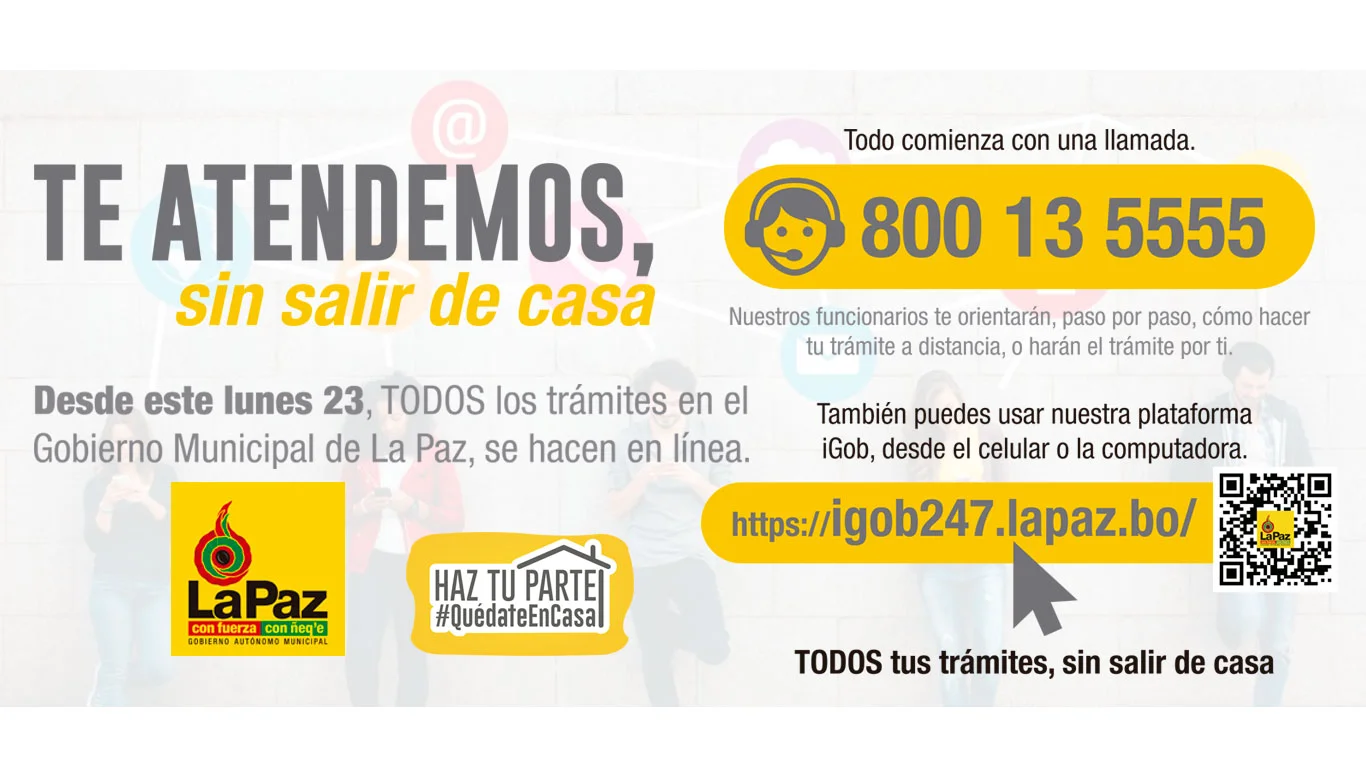 TE ATENDEMOS,
sin salir de casa
Desde este lunes 23, TODOS los trámites en el
Gobierno Municipal de La Paz, se hacen en línea.
LaPaz
con fuerza con ñeq'e
GOBIERNO AUTÓNOMO MUNICIPAL
HAZ TU PARTE
#QuédateEnCasa
Todo comienza con una llamada.
800 13 5555
Nuestros funcionarios te orientarán, paso por paso, cómo hacer
tu trámite a distancia, o harán el trámite por ti.
También puedes usar nuestra plataforma
iGob, desde el celular o la computadora.
https://igob247.lapaz.bo/
LaPaz
TODOS tus trámites, sin salir de casa